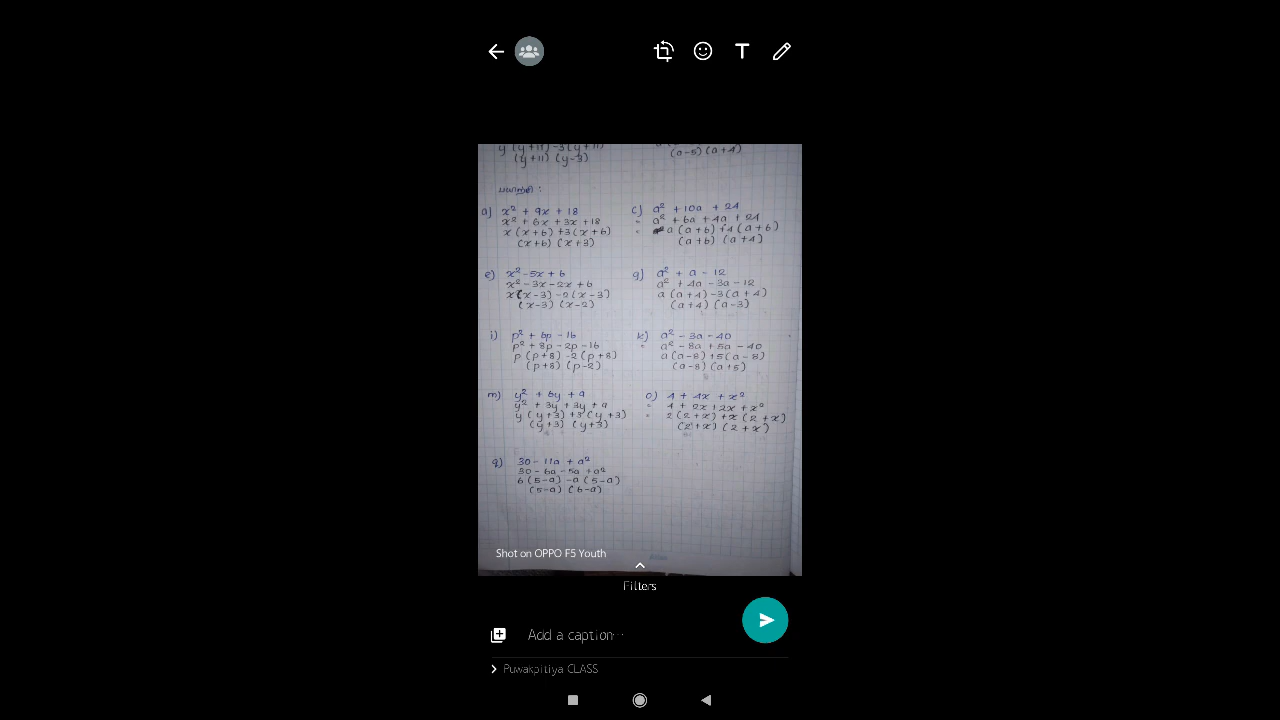 T
y (y+11) -3 (y+11)
(y+11) (y-3)
(a-5) (a+4)
பயிற்சி :
a) x² + 9x + 18
x² + 6x + 3x + 18
x (x+6) + 3 (x+6)
(x+6) (x+3)
c) a² + 10a + 24
= a² + 6a + 4a + 24
= a (a+6) +4 (a+6)
(a+6) (a+4)
e) x² - 5x + 6
x² - 3x - 2x + 6
x (x-3) -2 (x-3)
(x-3) (x-2)
g) a² + a - 12
a² + 4a - 3a - 12
a (a+4) -3 (a+4)
(a+4) (a-3)
i) p² + 6p - 16
p² + 8p - 2p - 16
p (p+8) -2 (p+8)
(p+8) (p-2)
k) a² - 3a - 40
= a² - 8a + 5a - 40
a (a-8) +5 (a-8)
(a-8) (a+5)
m) y² + 6y + 9
y² + 3y + 3y + 9
y (y+3) +3 (y+3)
(y+3) (y+3)
o) 4 + 4x + x²
= 4 + 2x + 2x + x²
= 2 (2+x) + x (2+x)
(2+x) (2+x)
q) 30 - 11a + a²
30 - 6a - 5a + a²
6 (5-a) -a (5-a)
(5-a) (6-a)
Shot on OPPO F5 Youth
Filters
Add a caption...
Puwakpitiya CLASS